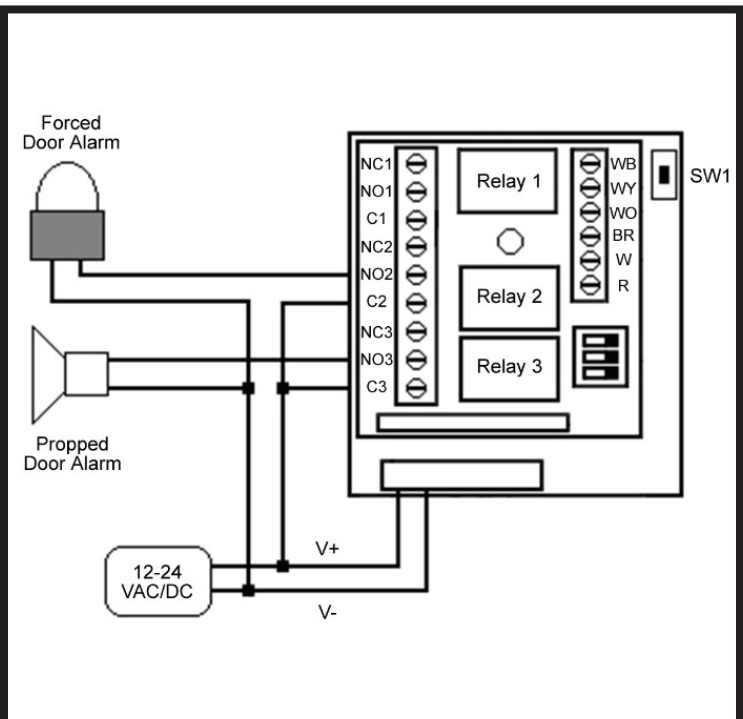 Forced
Door Alarm
NC1
NO1
C1
NC2
NO2
C2
NC3
NO3
C3
Relay 1
Relay 2
Relay 3
WB
WY
WO
BR
W
R
SW1
Propped
Door Alarm
12-24
VAC/DC
V+
V-